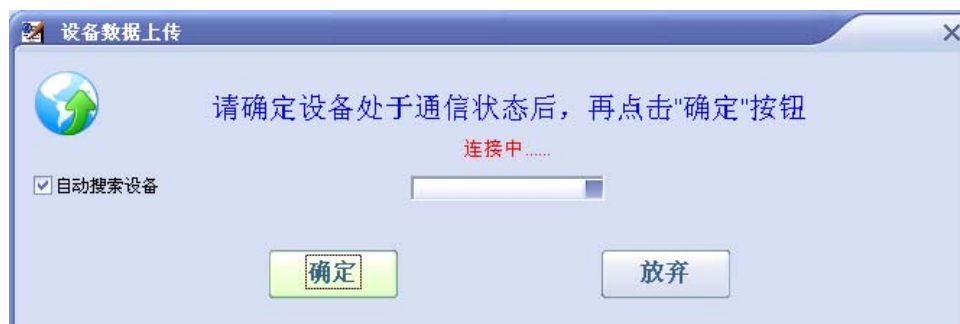 设备数据上传
请确定设备处于通信状态后，再点击"确定"按钮
连接中......
自动搜索设备
确定
放弃